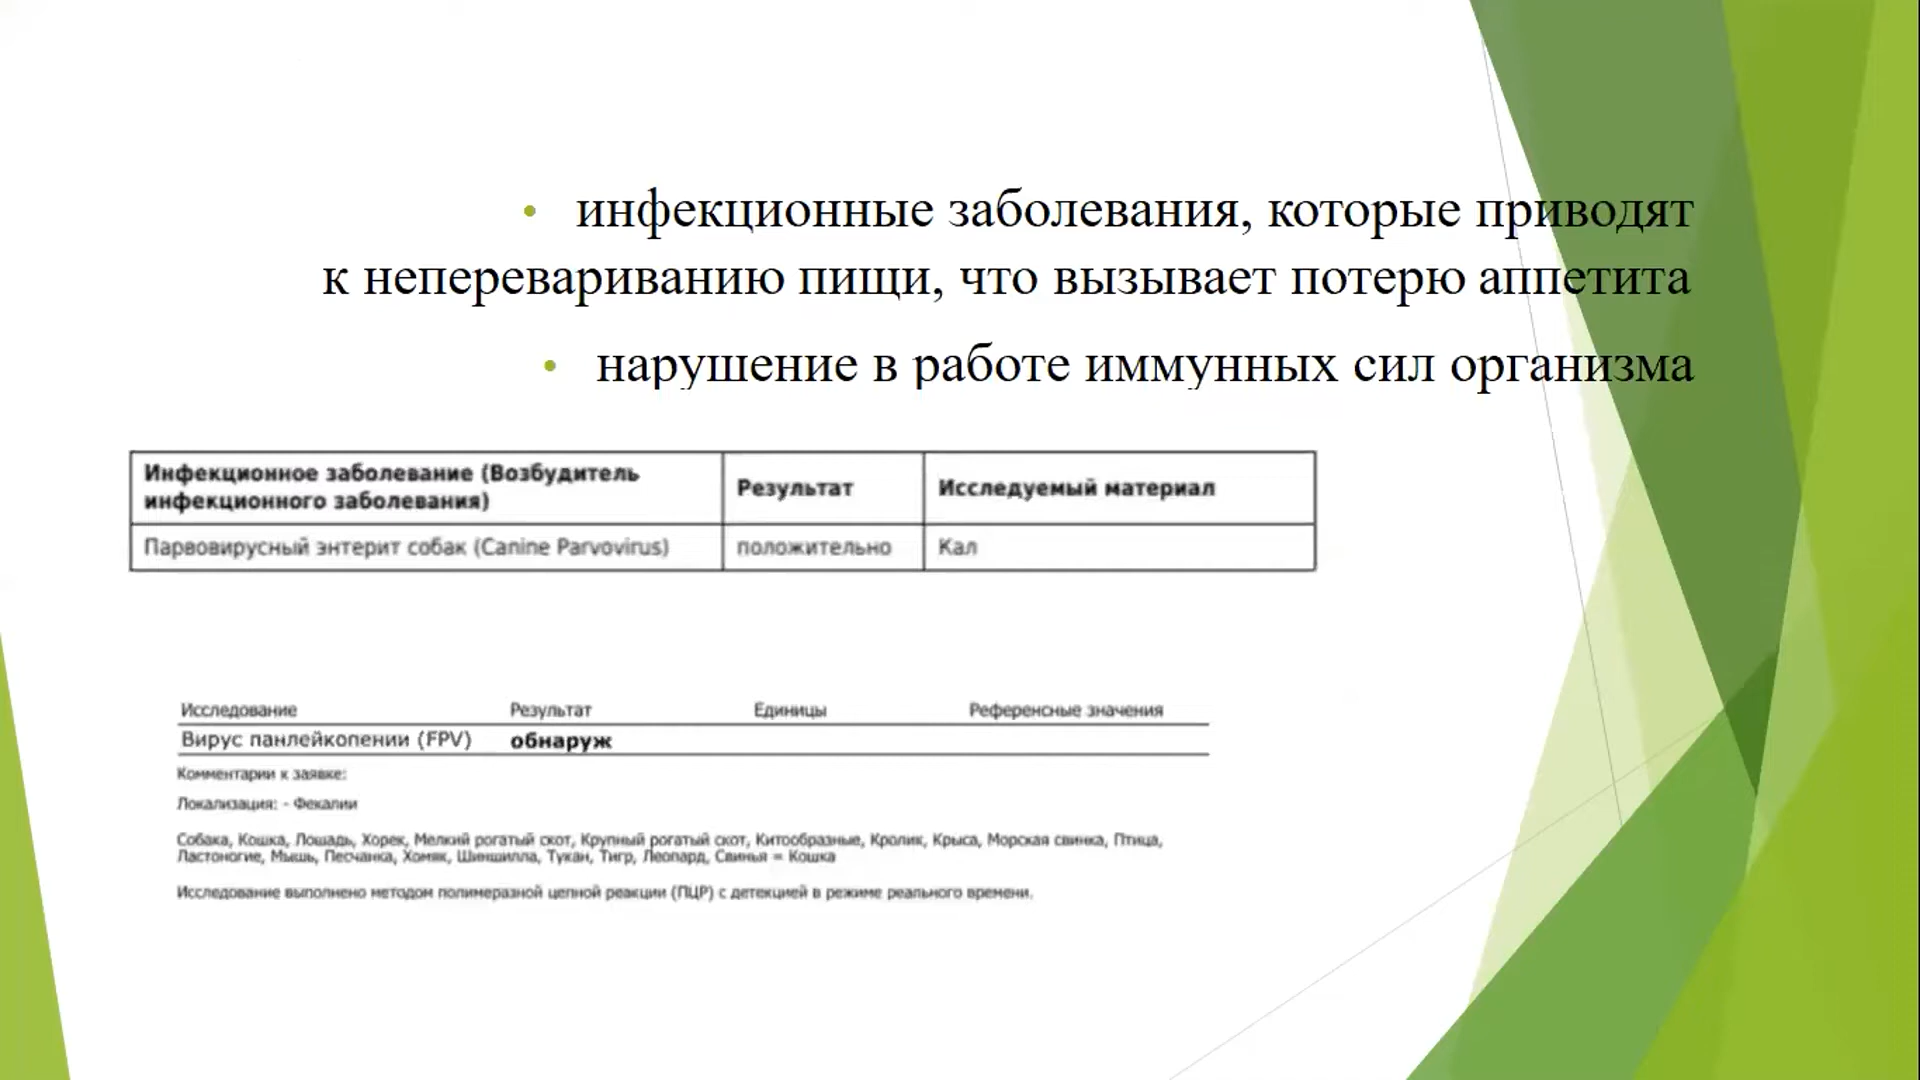 • инфекционные заболевания, которые приводят
к неперевариванию пищи, что вызывает потерю аппетита
• нарушение в работе иммунных сил организма
Инфекционное заболевание (Возбудитель инфекционного заболевания) Результат Исследуемый материал
Парвовирусный энтерит собак (Canine Parvovirus) положительно Кал
Исследование Результат Единицы Референсные значения
Вирус панлейкопении (FPV) обнаруж
Комментарии к заявке:
Локализация: - Фекалии
Собака, Кошка, Лошадь, Хорек, Мелкий рогатый скот, Крупный рогатый скот, Китообразные, Кролик, Крыса, Морская свинка, Птица,
Ластоногие, Мышь, Песчанка, Хомяк, Шиншилла, Тукан, Тигр, Леопард, Свинья = Кошка
Исследование выполнено методом полимеразной цепной реакции (ПЦР) с детекцией в режиме реального времени.